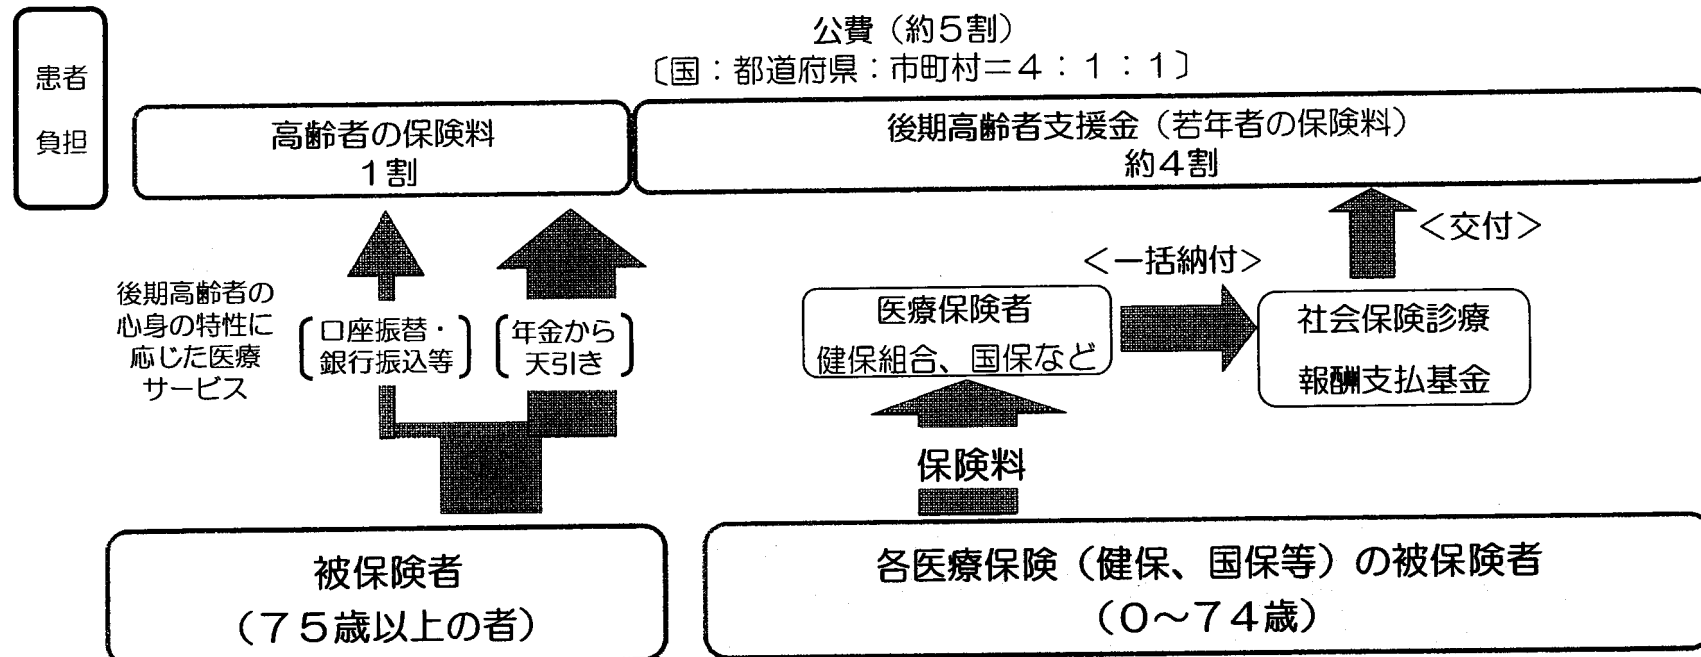 患者
負担
公費（約５割）
〔国：都道府県：市町村＝４：１：１〕
高齢者の保険料
１割
後期高齢者支援金（若年者の保険料）
約４割
＜交付＞
＜一括納付＞
後期高齢者の
心身の特性に
応じた医療
サービス
口座振替・
銀行振込等
年金から
天引き
医療保険者
健保組合、国保など
社会保険診療
報酬支払基金
保険料
被保険者
（７５歳以上の者）
各医療保険（健保、国保等）の被保険者
（０～７４歳）